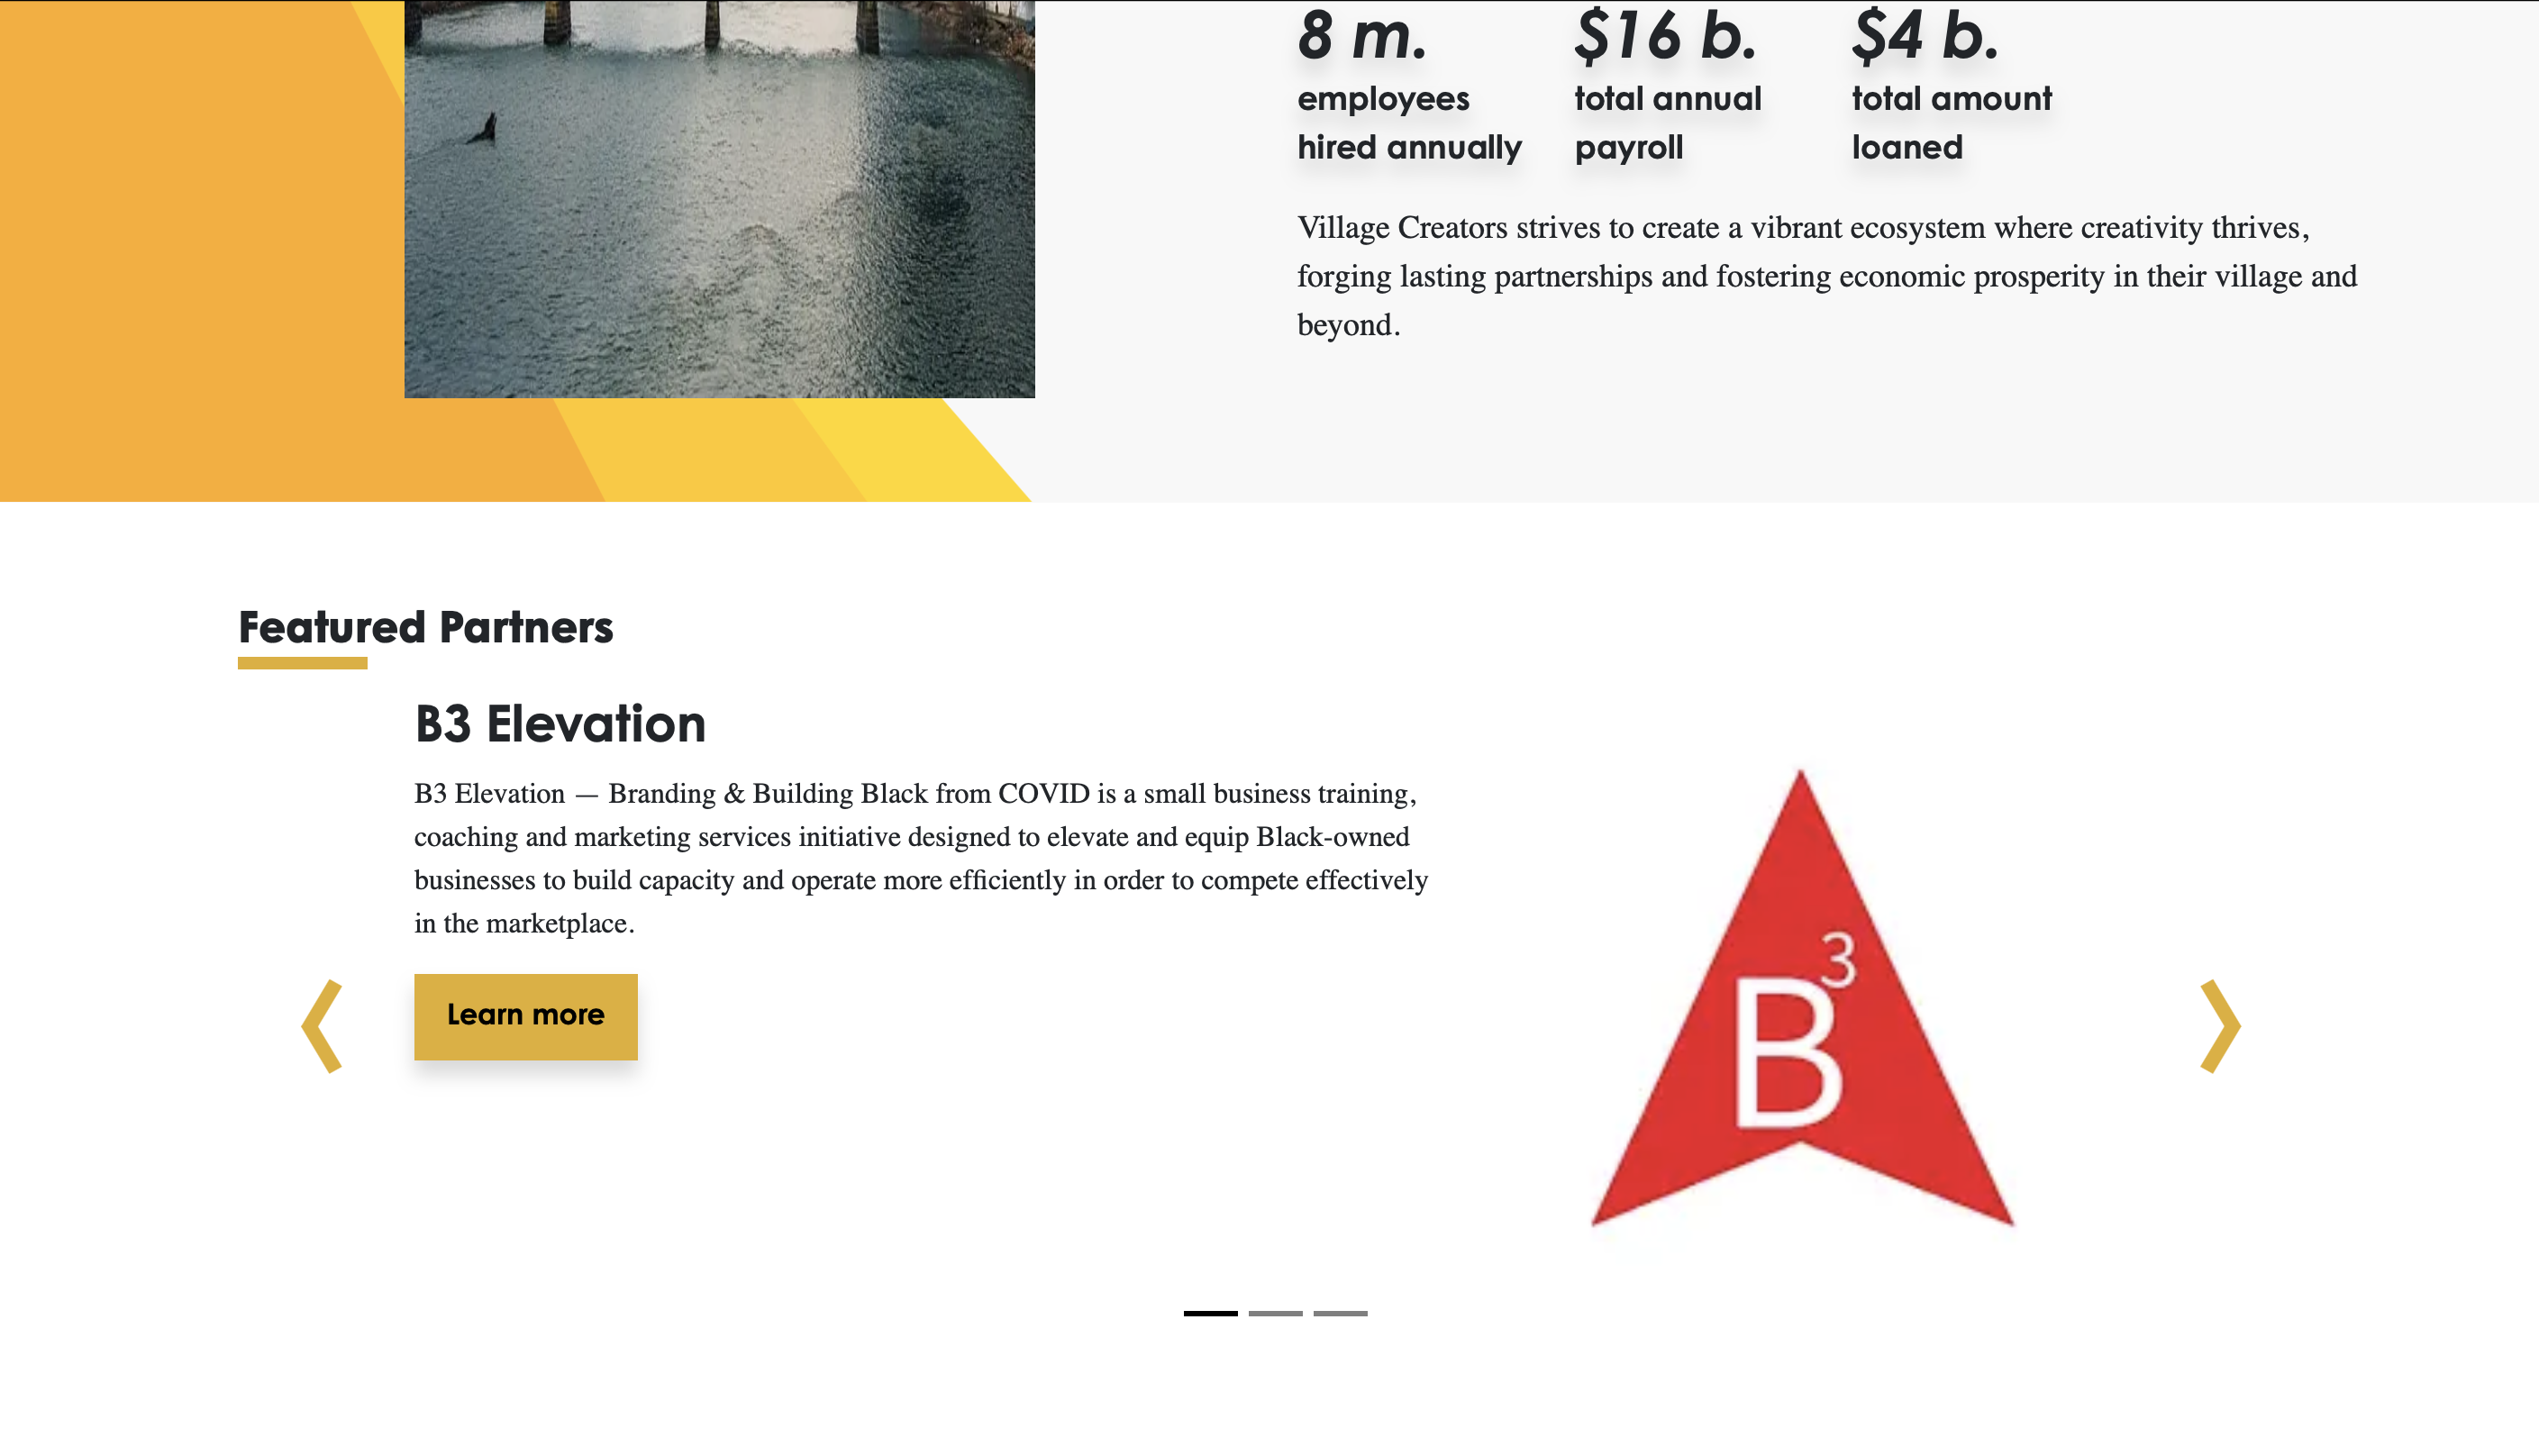 8 m.
employees
hired annually
$16 b.
total annual
payroll
$4 b.
total amount
loaned
Village Creators strives to create a vibrant ecosystem where creativity thrives,
forging lasting partnerships and fostering economic prosperity in their village and
beyond.
Featured Partners
B3 Elevation
B3 Elevation — Branding & Building Black from COVID is a small business training,
coaching and marketing services initiative designed to elevate and equip Black-owned
businesses to build capacity and operate more efficiently in order to compete effectively
in the marketplace.
Learn more
B³